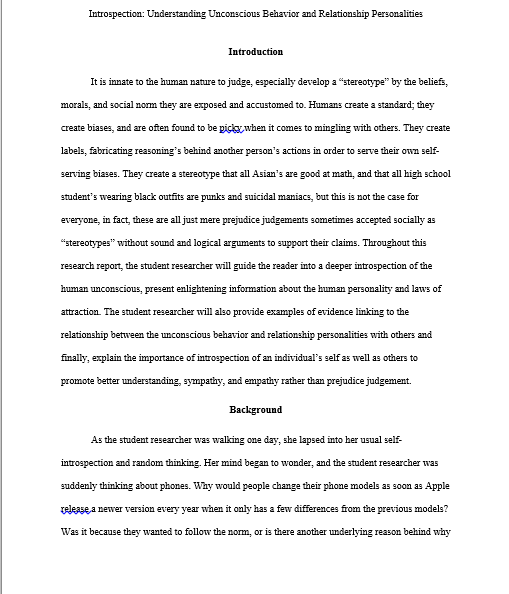 Introspection: Understanding Unconscious Behavior and Relationship Personalities
Introduction
It is innate to the human nature to judge, especially develop a “stereotype” by the beliefs,
morals, and social norm they are exposed and accustomed to. Humans create a standard; they
create biases, and are often found to be picky when it comes to mingling with others. They create
labels, fabricating reasoning’s behind another person’s actions in order to serve their own self-
serving biases. They create a stereotype that all Asian’s are good at math, and that all high school
student’s wearing black outfits are punks and suicidal maniacs, but this is not the case for
everyone, in fact, these are all just mere prejudice judgements sometimes accepted socially as
“stereotypes” without sound and logical arguments to support their claims. Throughout this
research report, the student researcher will guide the reader into a deeper introspection of the
human unconscious, present enlightening information about the human personality and laws of
attraction. The student researcher will also provide examples of evidence linking to the
relationship between the unconscious behavior and relationship personalities with others and
finally, explain the importance of introspection of an individual’s self as well as others to
promote better understanding, sympathy, and empathy rather than prejudice judgement.
Background
As the student researcher was walking one day, she lapsed into her usual self-
introspection and random thinking. Her mind began to wonder, and the student researcher was
suddenly thinking about phones. Why would people change their phone models as soon as Apple
release a newer version every year when it only has a few differences from the previous models?
Was it because they wanted to follow the norm, or is there another underlying reason behind why